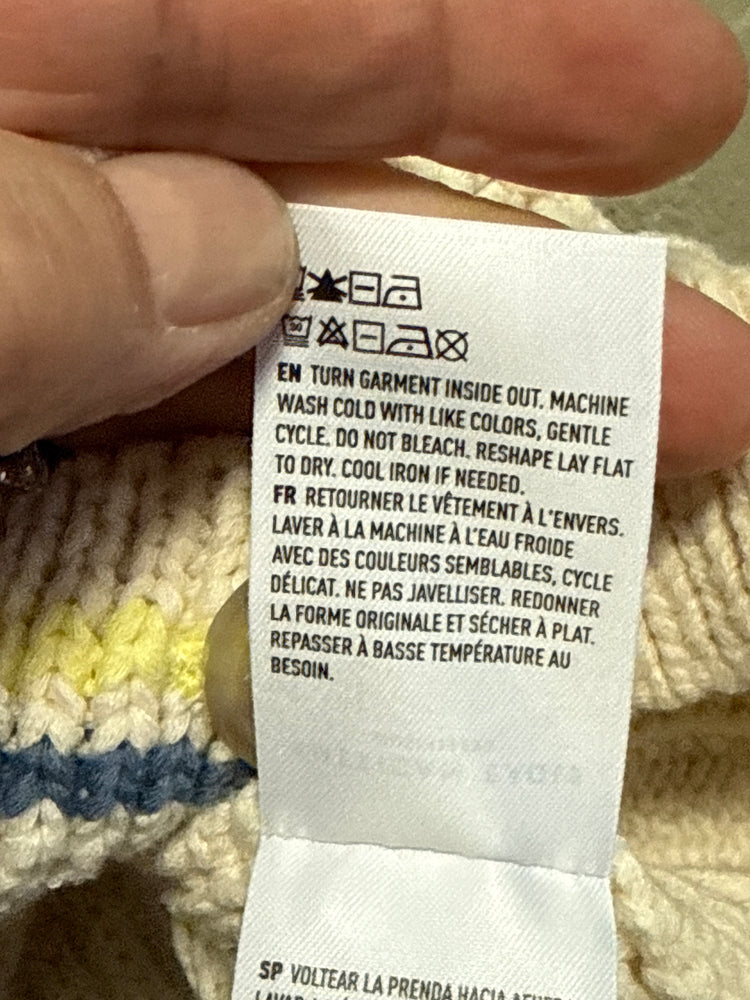 30
EN TURN GARMENT INSIDE OUT. MACHINE
WASH COLD WITH LIKE COLORS, GENTLE
CYCLE. DO NOT BLEACH. RESHAPE LAY FLAT
TO DRY. COOL IRON IF NEEDED.
FR RETOURNER LE VÊTEMENT À L'ENVERS.
LAVER À LA MACHINE À L'EAU FROIDE
AVEC DES COULEURS SEMBLABLES, CYCLE
DÉLICAT. NE PAS JAVELLISER. REDONNER
LA FORME ORIGINALE ET SÉCHER À PLAT.
REPASSER À BASSE TEMPÉRATURE AU
BESOIN.
SP VOLTEAR LA PRENDA HACIA